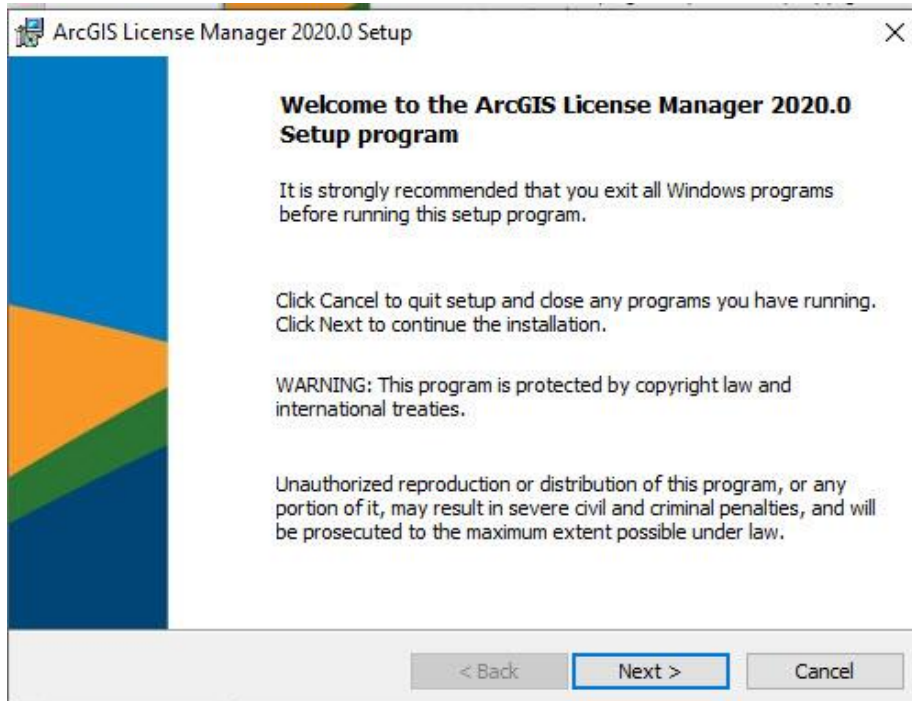 ArcGIS License Manager 2020.0 Setup
Welcome to the ArcGIS License Manager 2020.0
Setup program
It is strongly recommended that you exit all Windows programs
before running this setup program.
Click Cancel to quit setup and close any programs you have running.
Click Next to continue the installation.
WARNING: This program is protected by copyright law and
international treaties.
Unauthorized reproduction or distribution of this program, or any
portion of it, may result in severe civil and criminal penalties, and will
be prosecuted to the maximum extent possible under law.
< Back
Next >
Cancel